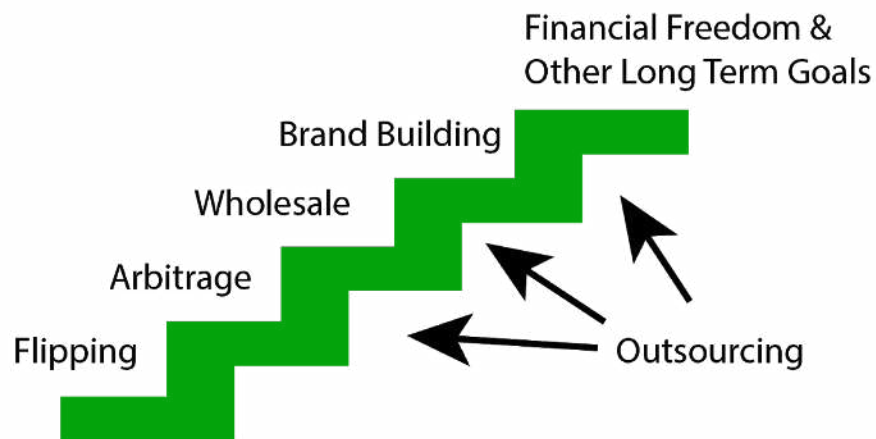 Financial Freedom &
Other Long Term Goals
Brand Building
Wholesale
Arbitrage
Flipping
Outsourcing